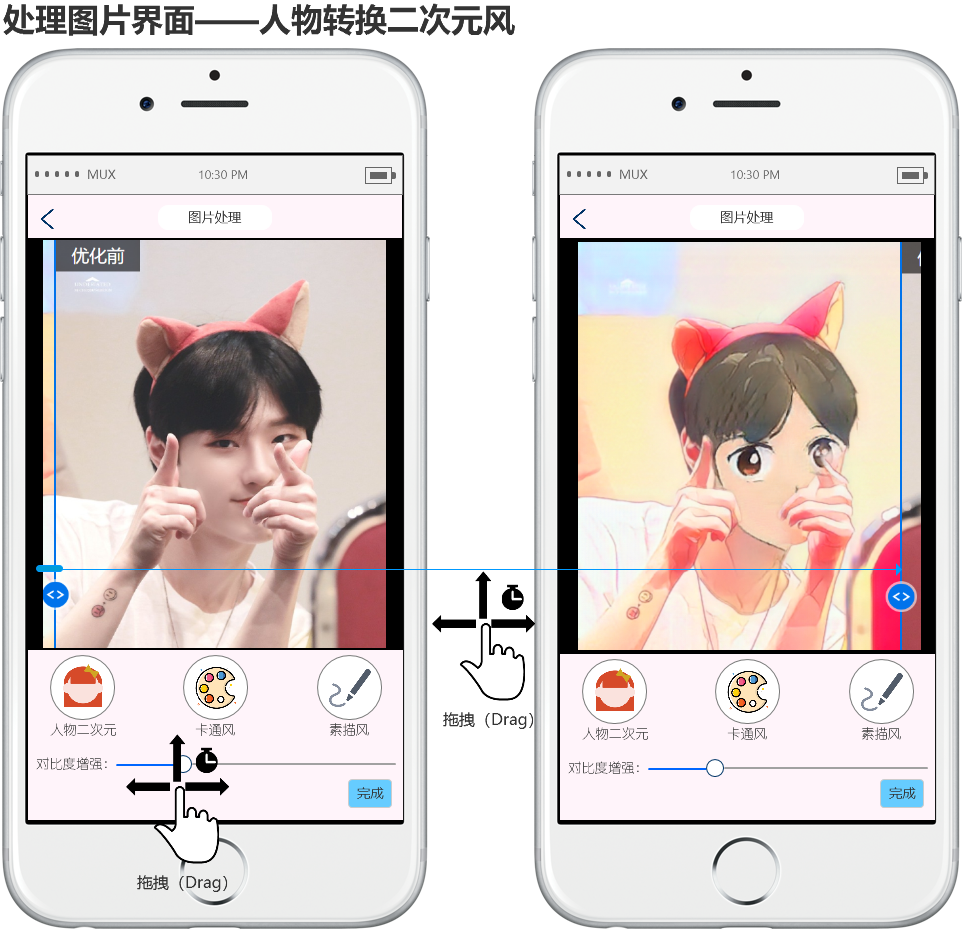 处理图片界面——人物转换二次元风
MUX 10:30 PM
图片处理
优化前
人物二次元 卡通风 素描风
对比度增强：
完成
拖拽（Drag）
拖拽（Drag）
MUX 10:30 PM
图片处理
人物二次元 卡通风 素描风
对比度增强：
完成